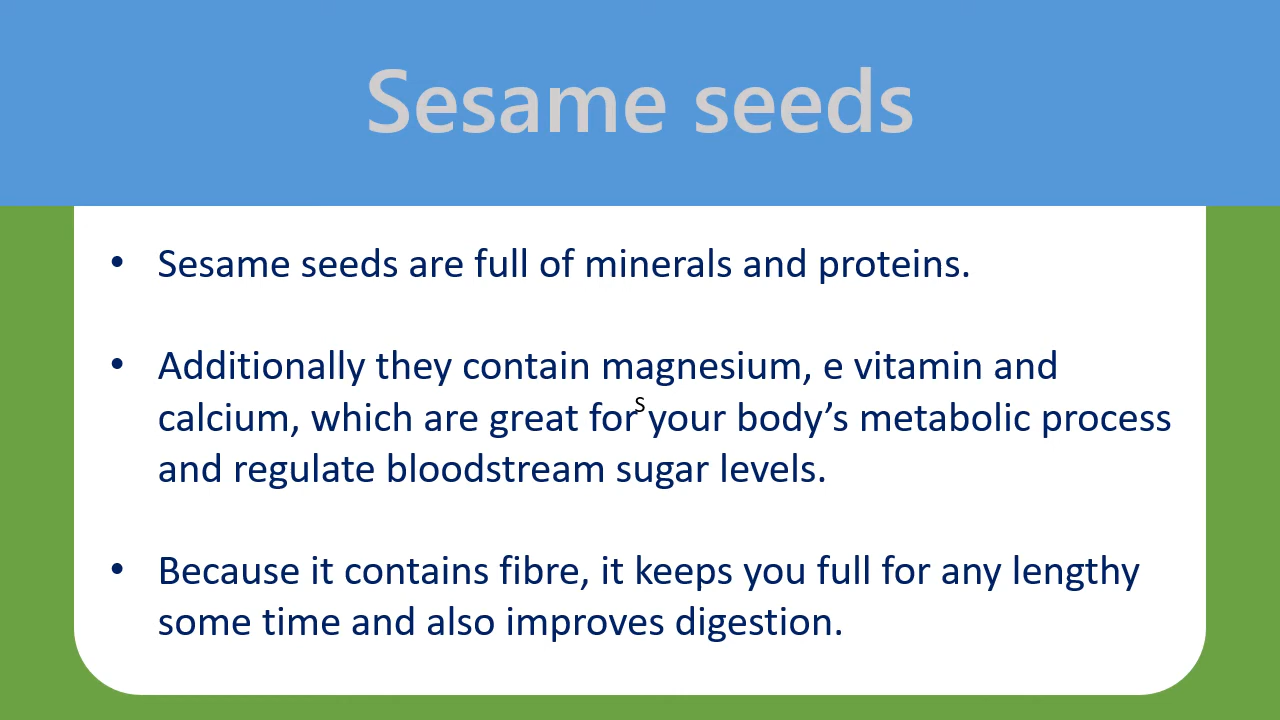 Sesame seeds
• Sesame seeds are full of minerals and proteins.
• Additionally they contain magnesium, e vitamin and
calcium, which are great for your body’s metabolic process
s
and regulate bloodstream sugar levels.
• Because it contains fibre, it keeps you full for any lengthy
some time and also improves digestion.